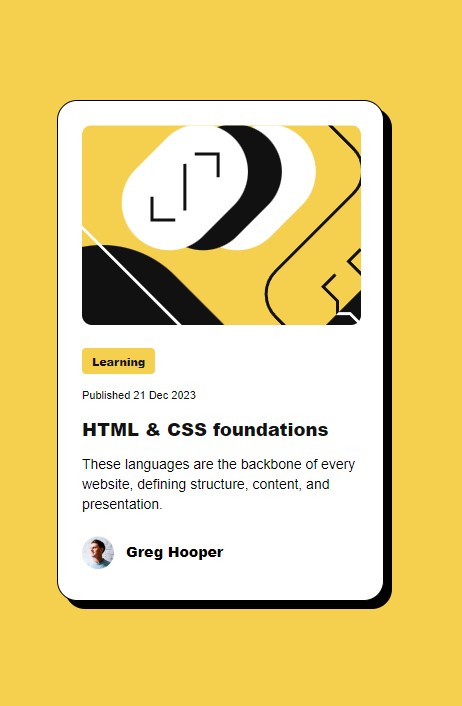 Learning
Published 21 Dec 2023
HTML & CSS foundations
These languages are the backbone of every
website, defining structure, content, and
presentation.
Greg Hooper